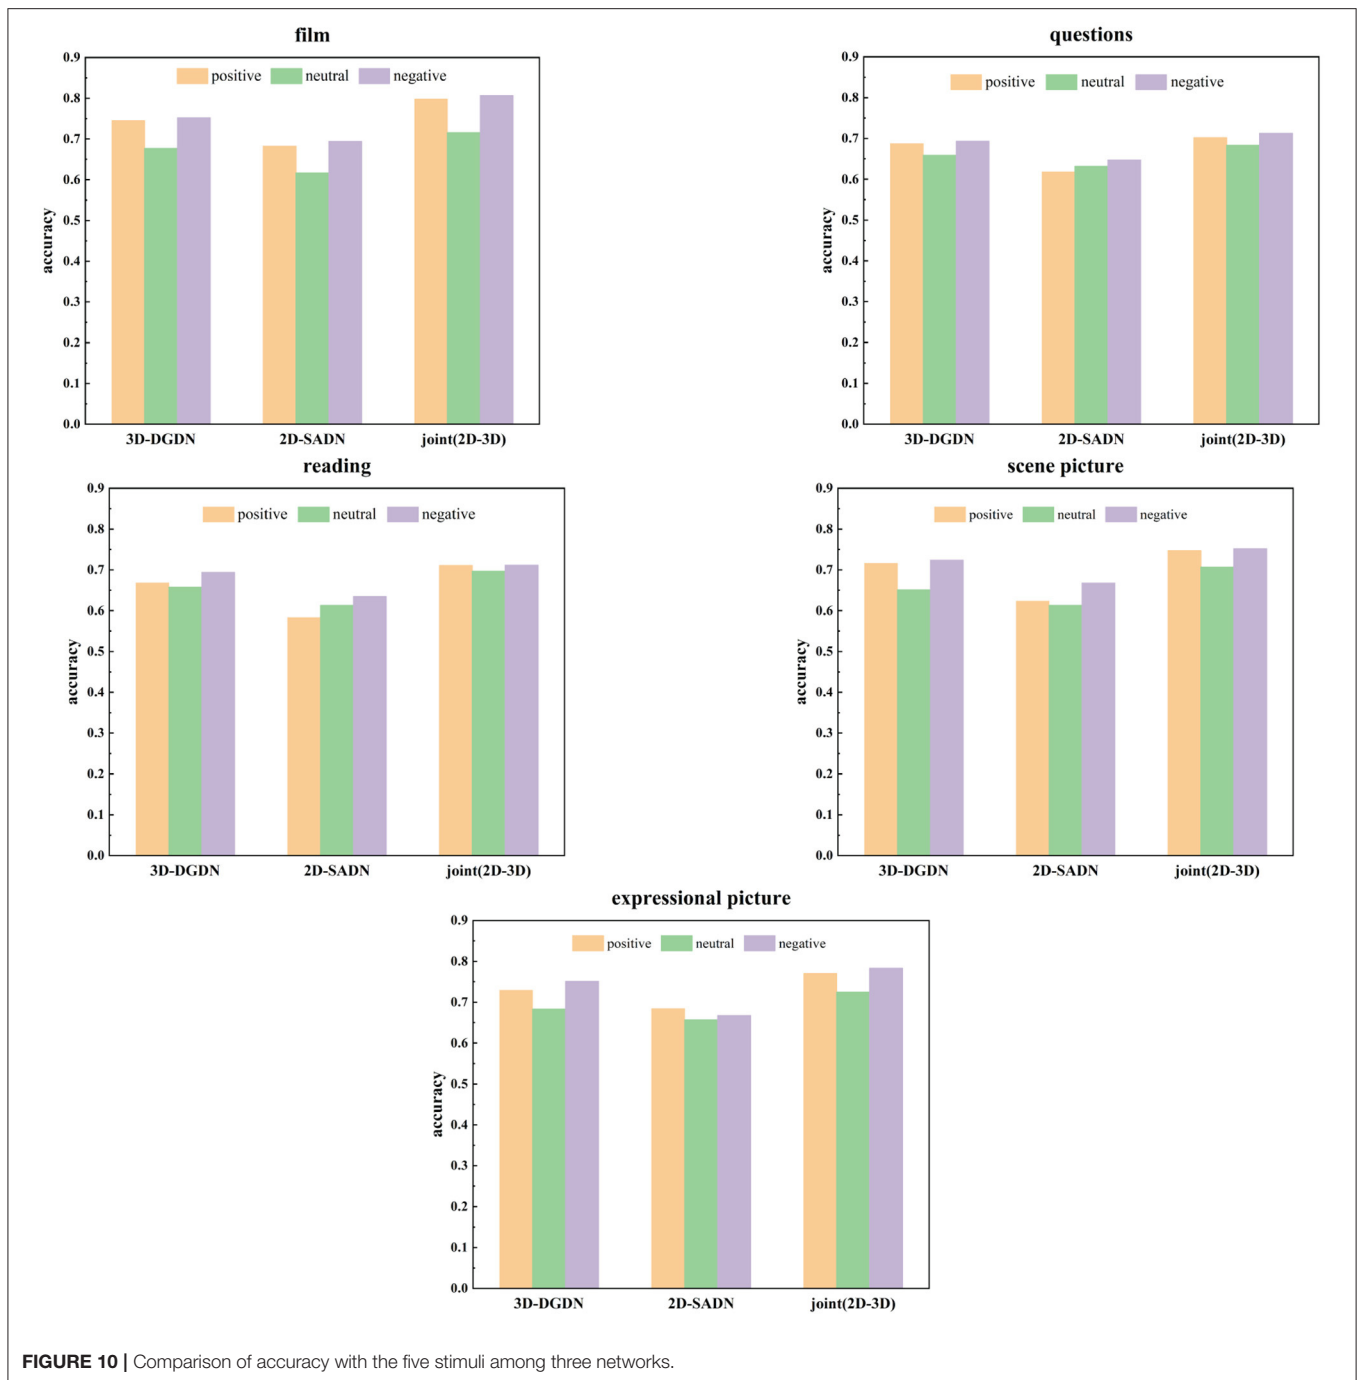 film
0.9
0.8
0.7
0.6
0.5
0.4
0.3
0.2
0.1
0.0
accuracy
positive neutral negative
3D-DGDN 2D-SADN joint(2D-3D)
questions
0.9
0.8
0.7
0.6
0.5
0.4
0.3
0.2
0.1
0.0
accuracy
positive neutral negative
3D-DGDN 2D-SADN joint(2D-3D)
reading
0.9
0.8
0.7
0.6
0.5
0.4
0.3
0.2
0.1
0.0
accuracy
positive neutral negative
3D-DGDN 2D-SADN joint(2D-3D)
scene picture
0.9
0.8
0.7
0.6
0.5
0.4
0.3
0.2
0.1
0.0
accuracy
positive neutral negative
3D-DGDN 2D-SADN joint(2D-3D)
expressional picture
0.9
0.8
0.7
0.6
0.5
0.4
0.3
0.2
0.1
0.0
accuracy
positive neutral negative
3D-DGDN 2D-SADN joint(2D-3D)
FIGURE 10 | Comparison of accuracy with the five stimuli among three networks.